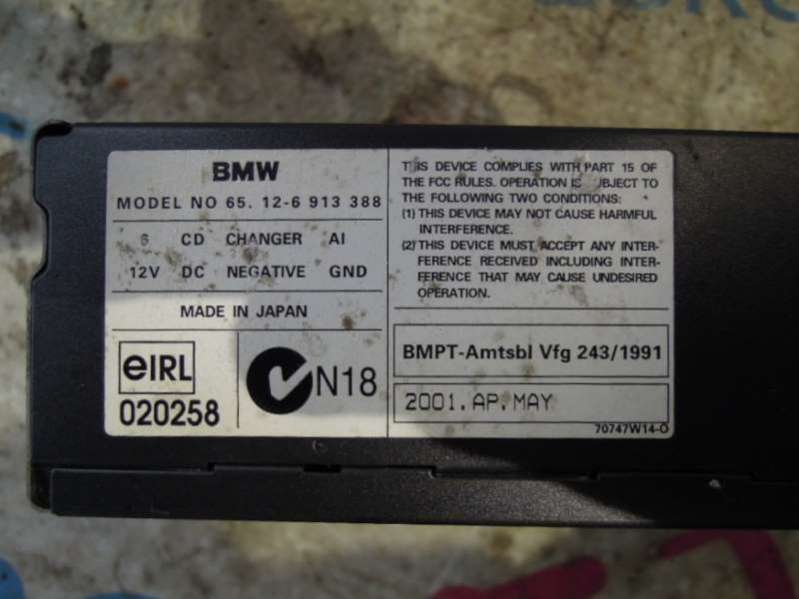 BMW
MODEL NO 65. 12-6 913 388
6 CD CHANGER AI
12V DC NEGATIVE GND
MADE IN JAPAN
eIRL
020258
N18
THIS DEVICE COMPLIES WITH PART 15 OF
THE FCC RULES. OPERATION IS SUBJECT TO
THE FOLLOWING TWO CONDITIONS:
(1) THIS DEVICE MAY NOT CAUSE HARMFUL
INTERFERENCE.
(2) THIS DEVICE MUST ACCEPT ANY INTER-
FERENCE RECEIVED INCLUDING INTER-
FERENCE THAT MAY CAUSE UNDESIRED
OPERATION.
BMPT-Amtsbl Vfg 243/1991
2001.AP.MAY
70747W14-O